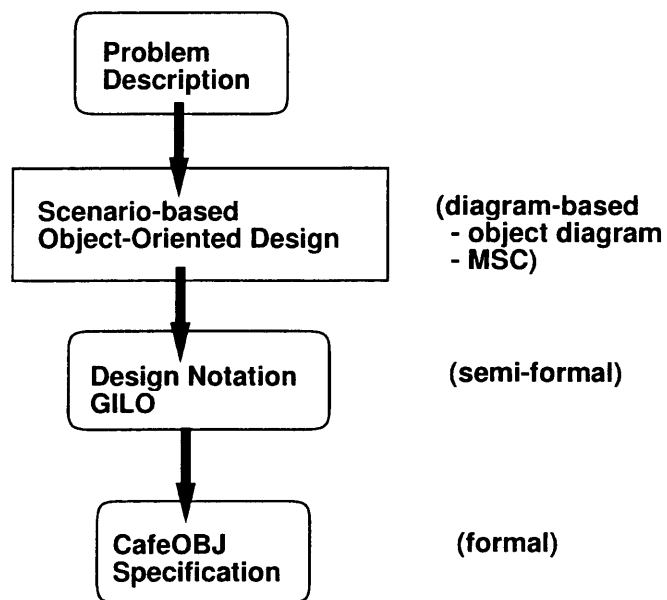 Problem
Description
Scenario-based
Object-Oriented Design
(diagram-based
- object diagram
- MSC)
Design Notation
GILO
(semi-formal)
CafeOBJ
Specification
(formal)